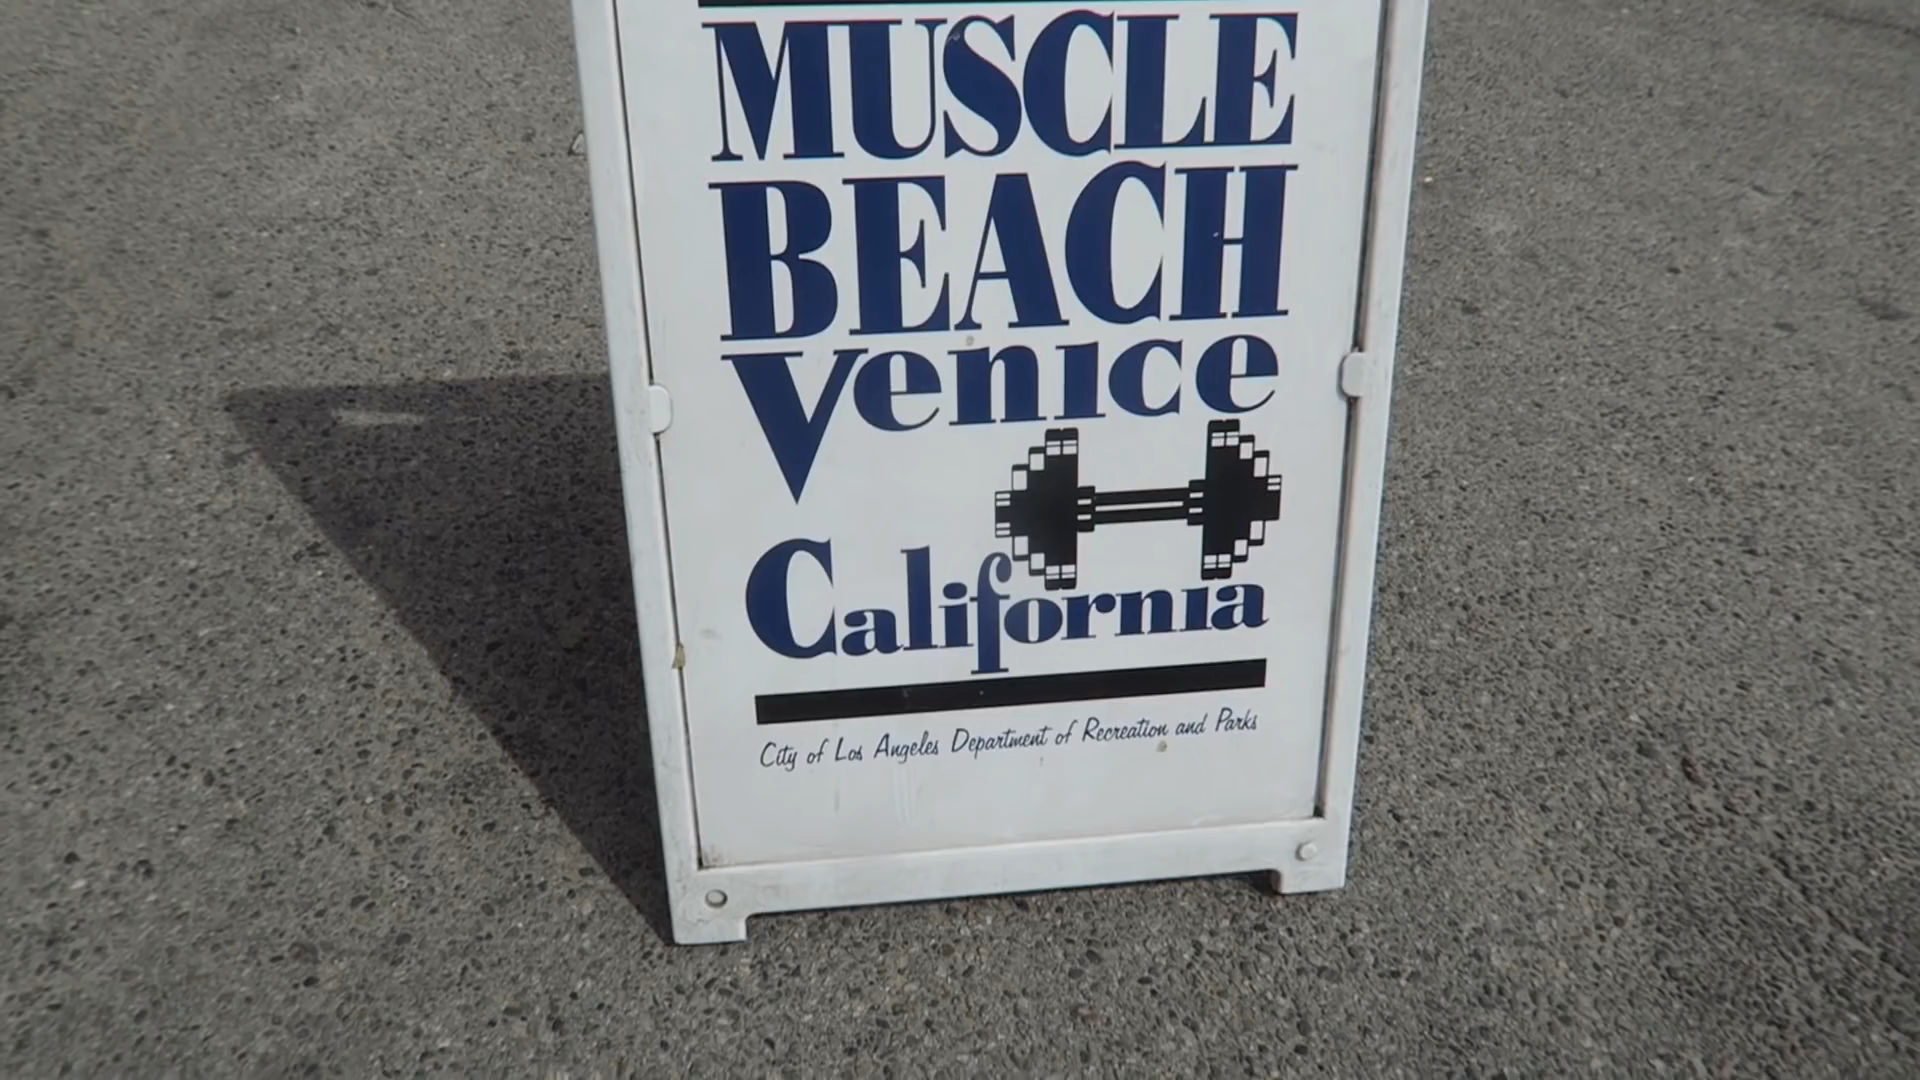 MUSCLE
BEACH
Venice
California
City of Los Angeles Department of Recreation and Parks